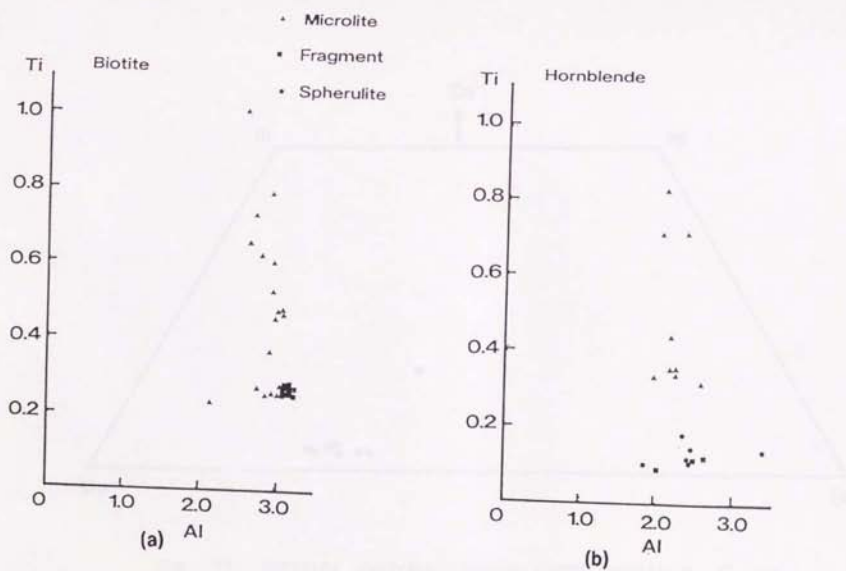 ▴ Microlite
▪ Fragment
• Spherulite
Ti Biotite
1.0
0.8
0.6
0.4
0.2
0 1.0 2.0 3.0
Al
(a)
Ti Hornblende
1.0
0.8
0.6
0.4
0.2
0 1.0 2.0 3.0
Al
(b)